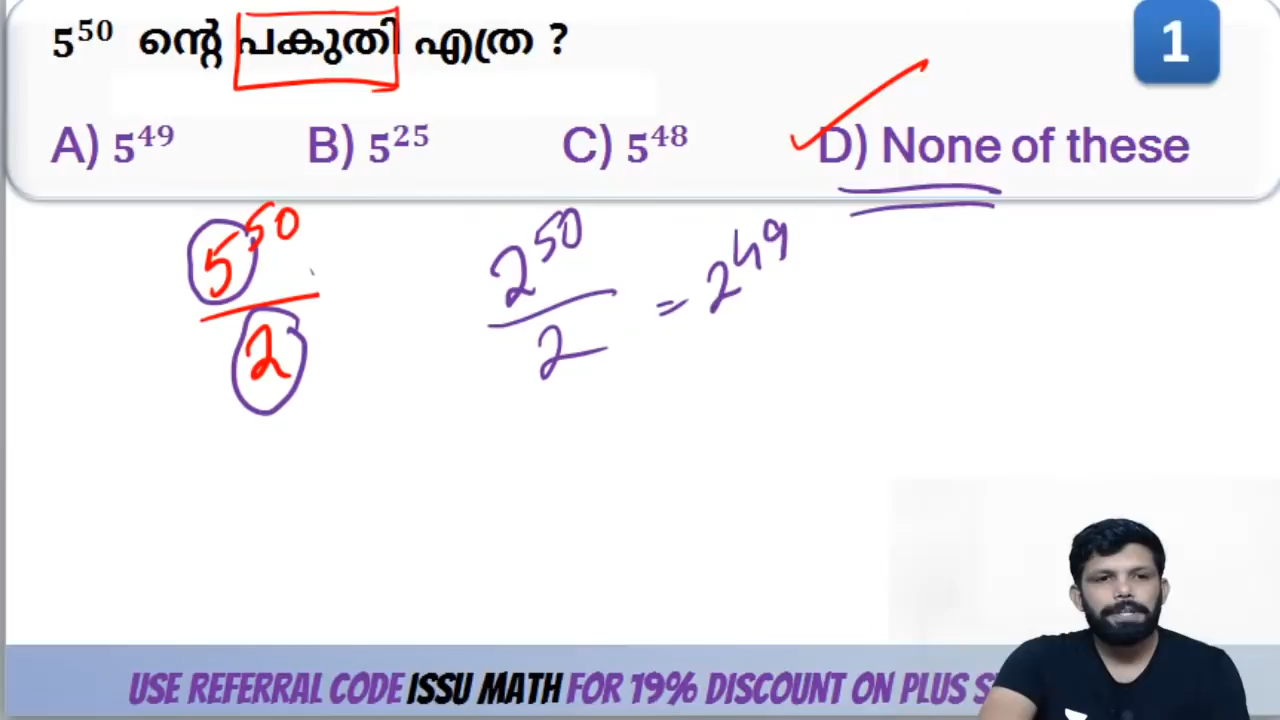 5⁵⁰ ന്റെ പകുതി എത്ര ?
1
A) 5⁴⁹ B) 5²⁵ C) 5⁴⁸ D) None of these
5⁵⁰
2
2⁵⁰
2
= 2⁴⁹
USE REFERRAL CODE ISSU MATH FOR 19% DISCOUNT ON PLUS